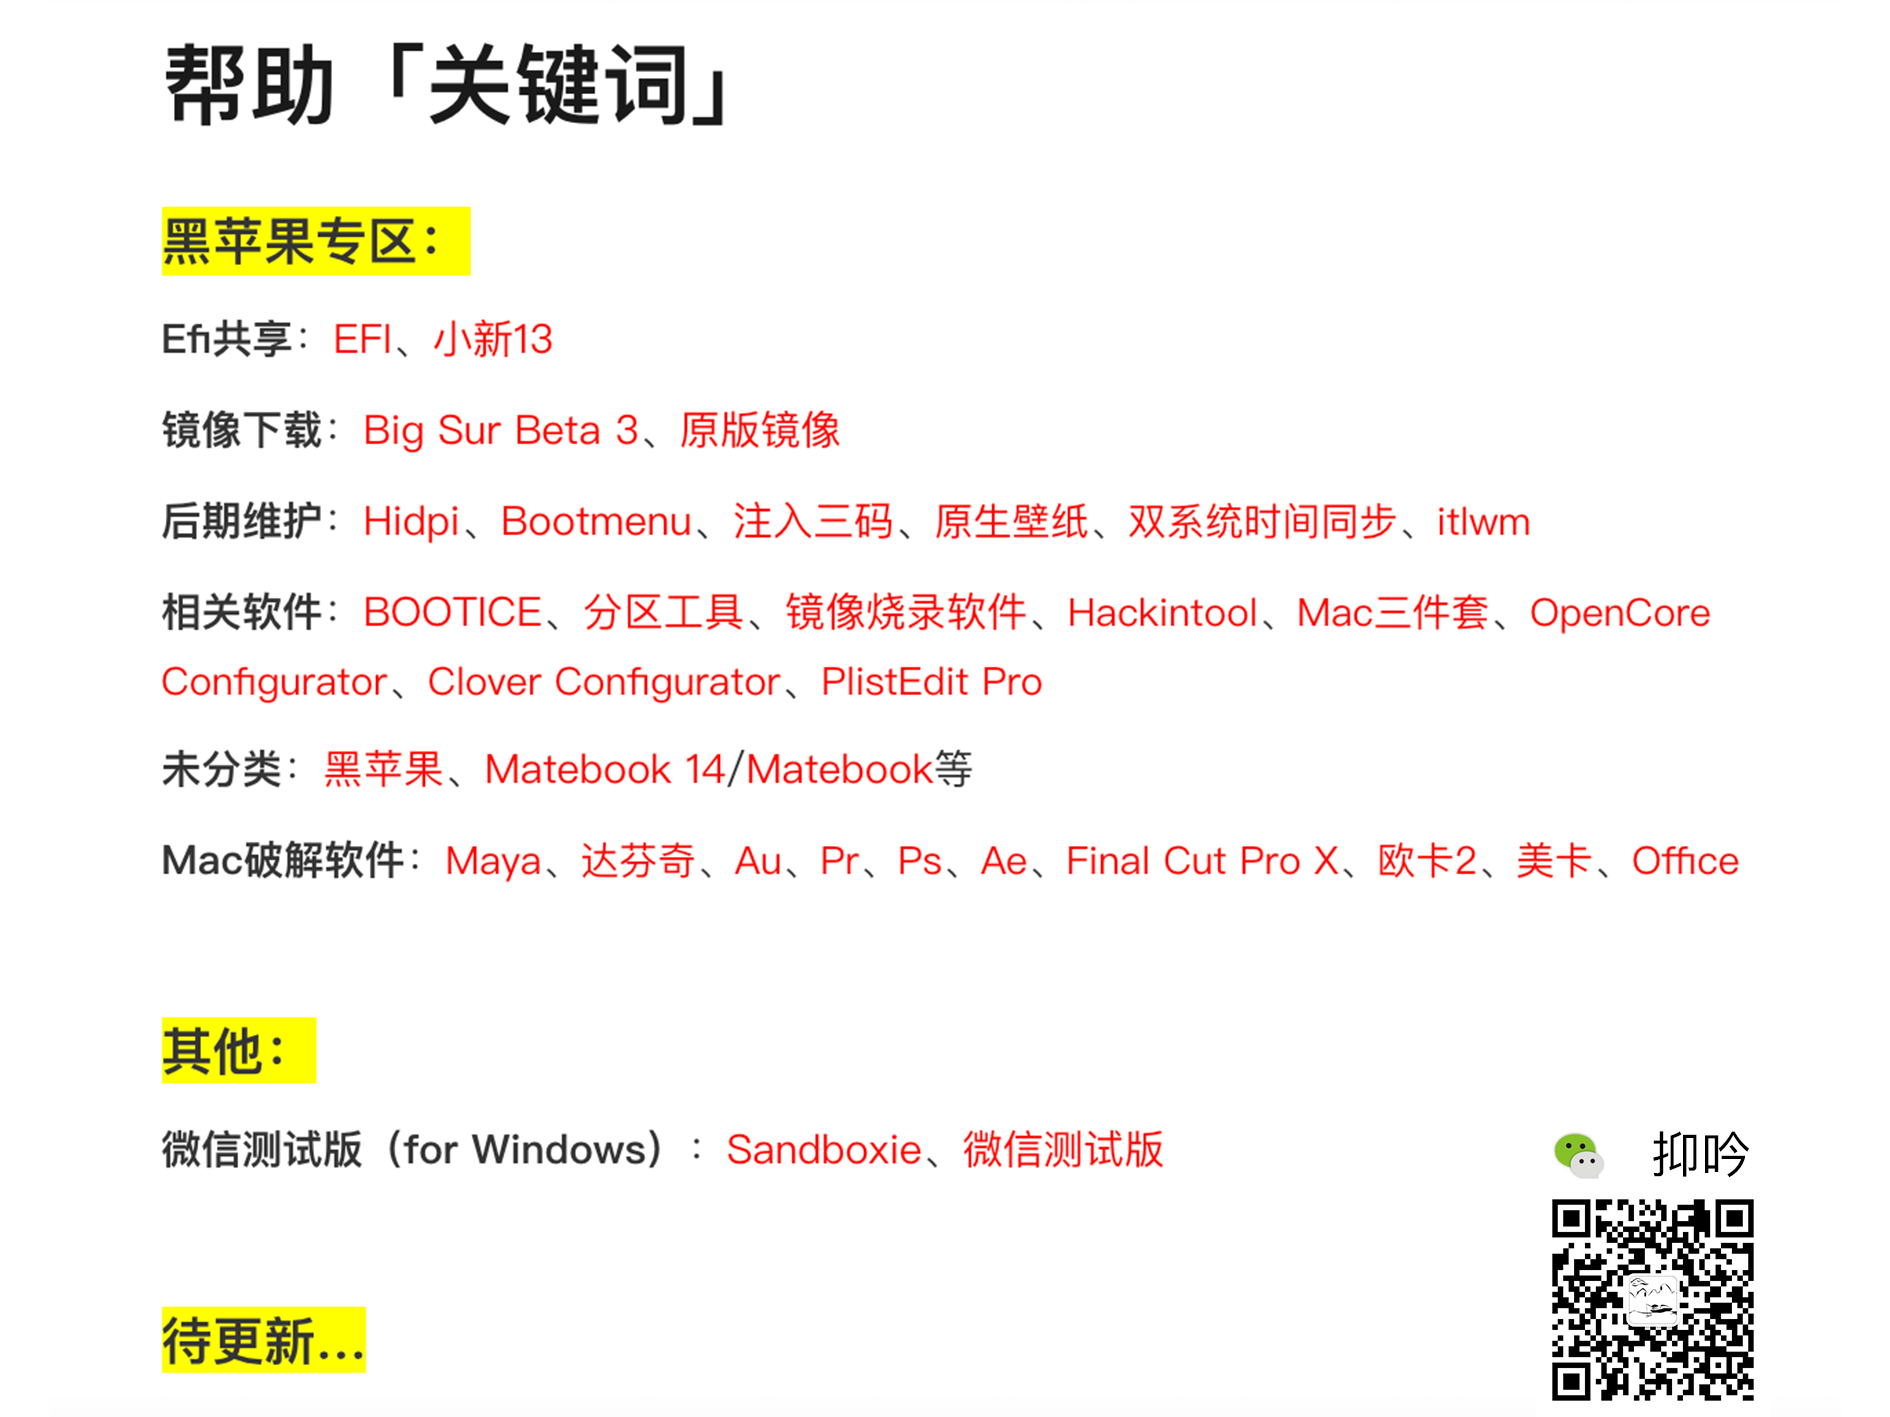 帮助「关键词」
黑苹果专区：
Efi共享：EFI、小新13
镜像下载：Big Sur Beta 3、原版镜像
后期维护：Hidpi、Bootmenu、注入三码、原生壁纸、双系统时间同步、itlwm
相关软件：BOOTICE、分区工具、镜像烧录软件、Hackintool、Mac三件套、OpenCore
Configurator、Clover Configurator、PlistEdit Pro
未分类：黑苹果、Matebook 14/Matebook等
Mac破解软件：Maya、达芬奇、Au、Pr、Ps、Ae、Final Cut Pro X、欧卡2、美卡、Office
其他：
微信测试版（for Windows）：Sandboxie、微信测试版
抑吟
待更新...